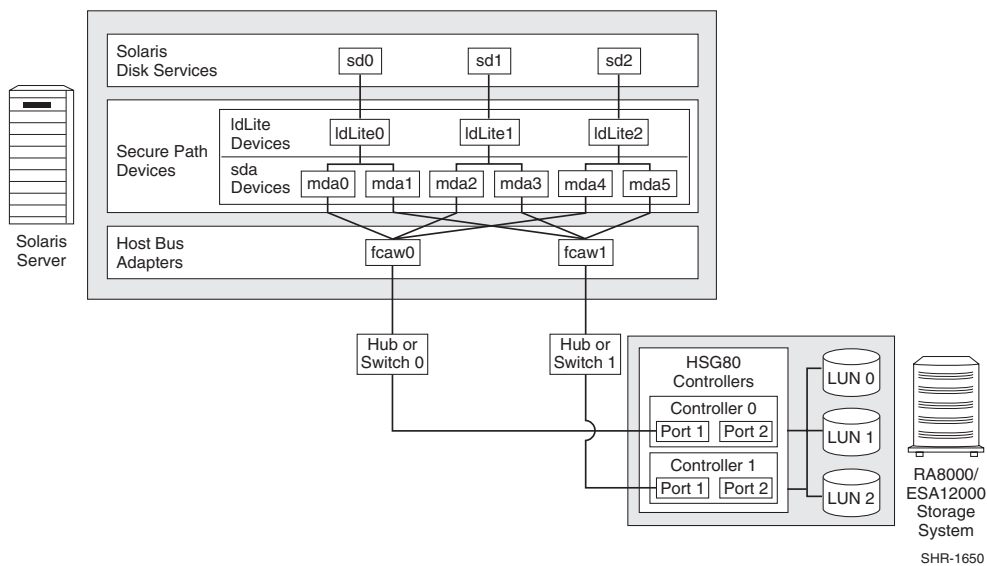 Solaris
Disk Services
sd0
sd1
sd2
Secure Path
Devices
ldLite
Devices
ldLite0
ldLite1
ldLite2
sda
Devices
mda0
mda1
mda2
mda3
mda4
mda5
Solaris
Server
Host Bus
Adapters
fcaw0
fcaw1
Hub or
Switch 0
Hub or
Switch 1
HSG80
Controllers
Controller 0
Port 1
Port 2
Controller 1
Port 1
Port 2
LUN 0
LUN 1
LUN 2
RA8000/
ESA12000
Storage
System
SHR-1650